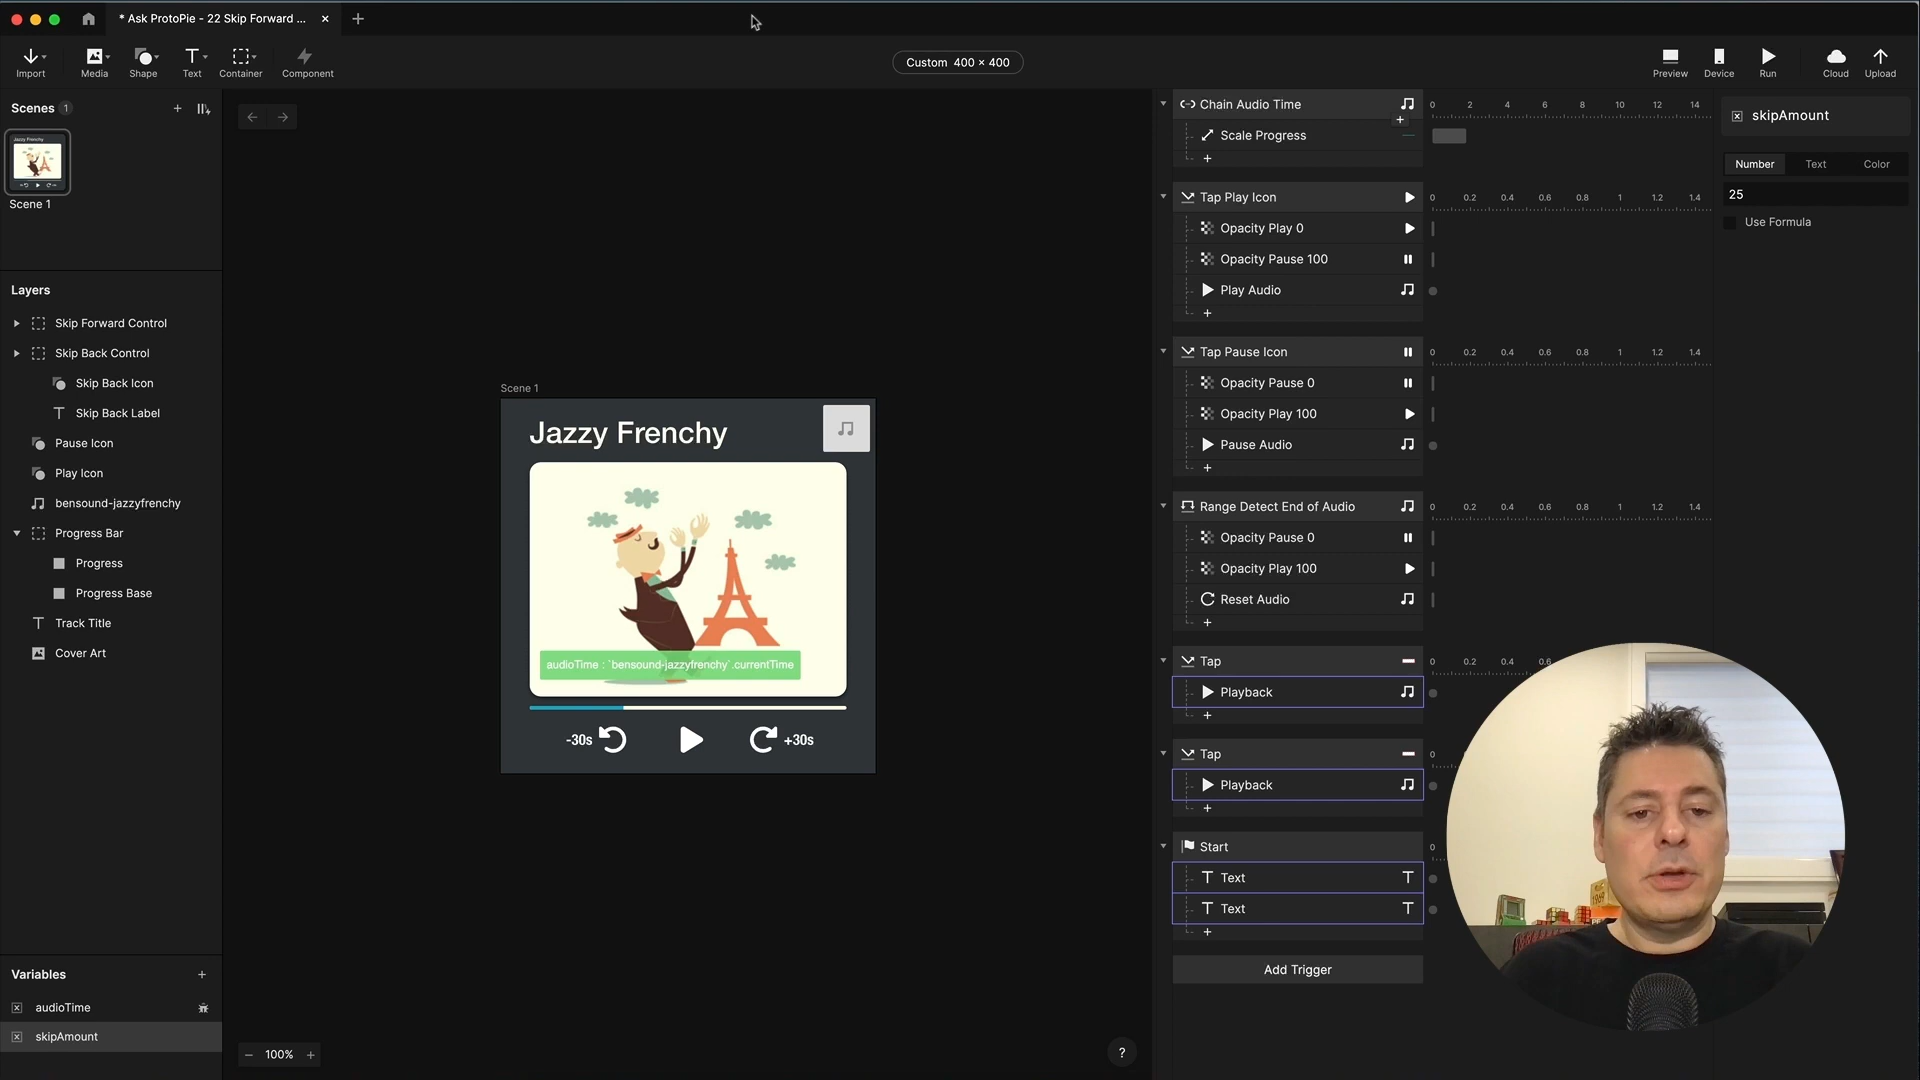 * Ask ProtoPie - 22 Skip Forward ...
Import
Media
Shape
Text
Container
Component
Custom 400 × 400
Preview
Device
Run
Cloud
Upload
Scenes 1
Jazzy Frenchy
Scene 1
Layers
Skip Forward Control
Skip Back Control
Skip Back Icon
Skip Back Label
Pause Icon
Play Icon
bensound-jazzyfrenchy
Progress Bar
Progress
Progress Base
Track Title
Cover Art
Variables
audioTime
skipAmount
Scene 1
Jazzy Frenchy
audioTime : `bensound-jazzyfrenchy`.currentTime
-30s
+30s
100%
?
Chain Audio Time
0 2 4 6 8 10 12 14
Scale Progress
Tap Play Icon
0 0.2 0.4 0.6 0.8 1 1.2 1.4
Opacity Play 0
Opacity Pause 100
Play Audio
Tap Pause Icon
0 0.2 0.4 0.6 0.8 1 1.2 1.4
Opacity Pause 0
Opacity Play 100
Pause Audio
Range Detect End of Audio
0 0.2 0.4 0.6 0.8 1 1.2 1.4
Opacity Pause 0
Opacity Play 100
Reset Audio
Tap
0 0.2 0.4
Playback
Tap
0
Playback
Start
0
Text
Text
Add Trigger
skipAmount
Number
Text
Color
25
Use Formula